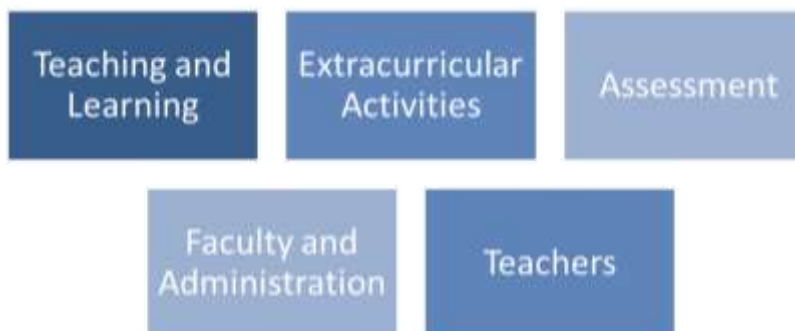 Teaching and
Learning
Extracurricular
Activities
Assessment
Faculty and
Administration
Teachers